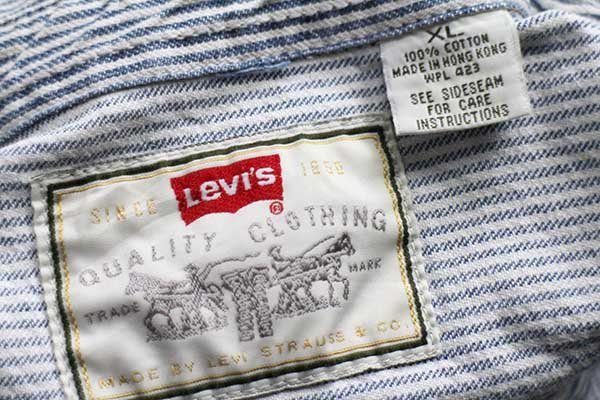 XL
100% COTTON
MADE IN HONG KONG
WPL 423
SEE SIDESEAM
FOR CARE
INSTRUCTIONS
SINCE LEVI'S ® 1850
QUALITY CLOTHING
TRADE MARK
MADE BY LEVI STRAUSS & CO.